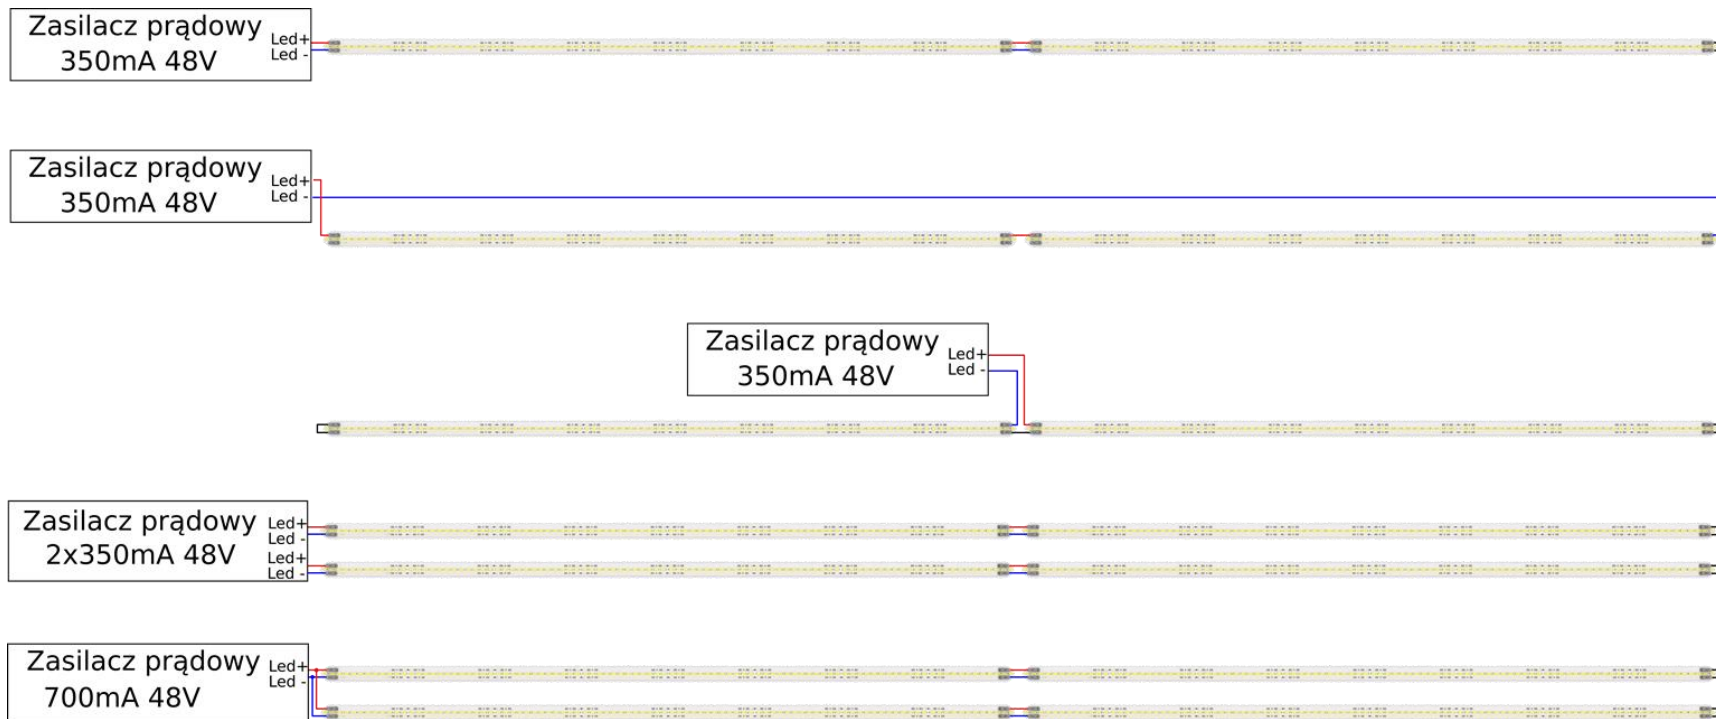 Zasilacz prądowy
350mA 48V
Led+
Led -
Zasilacz prądowy
350mA 48V
Led+
Led -
Zasilacz prądowy
350mA 48V
Led+
Led -
Zasilacz prądowy
2x350mA 48V
Led+
Led -
Led+
Led -
Zasilacz prądowy
700mA 48V
Led+
Led -